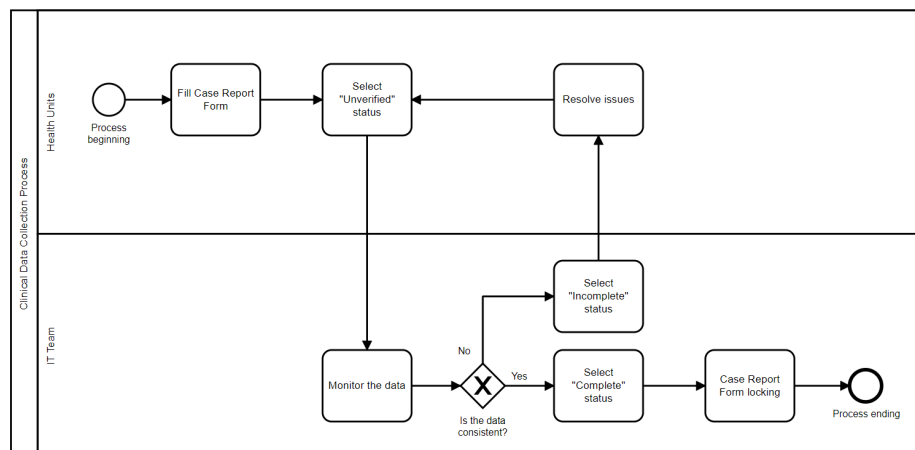 Clinical Data Collection Process
Health Units
Process
beginning
Fill Case Report
Form
Select
"Unverified"
status
Resolve issues
IT Team
Monitor the data
No
Yes
Is the data
consistent?
Select
"Incomplete"
status
Select
"Complete"
status
Case Report
Form locking
Process ending